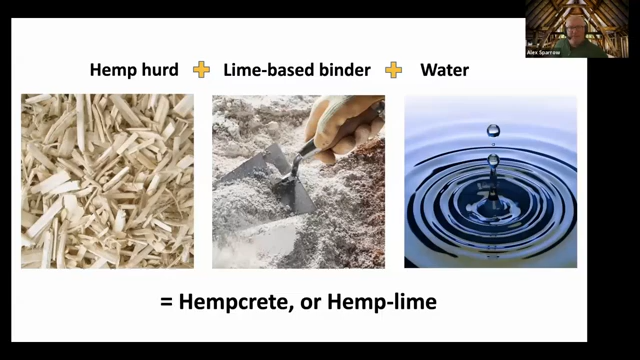 Alex Sparrow
Hemp hurd + Lime-based binder + Water
= Hempcrete, or Hemp-lime